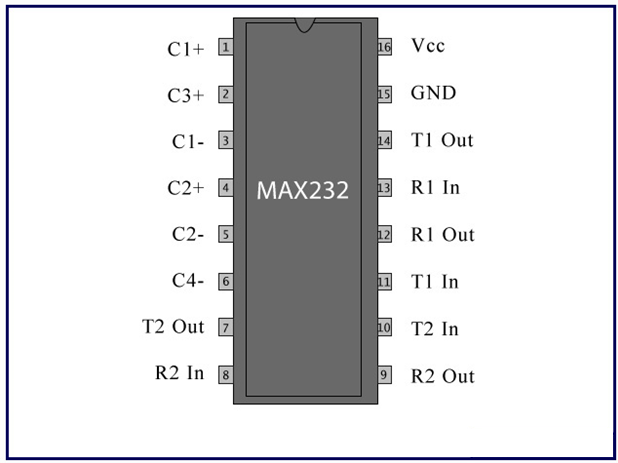 C1+ 1 16 Vcc
C3+ 2 15 GND
C1- 3 14 T1 Out
C2+ 4 MAX232 13 R1 In
C2- 5 12 R1 Out
C4- 6 11 T1 In
T2 Out 7 10 T2 In
R2 In 8 9 R2 Out